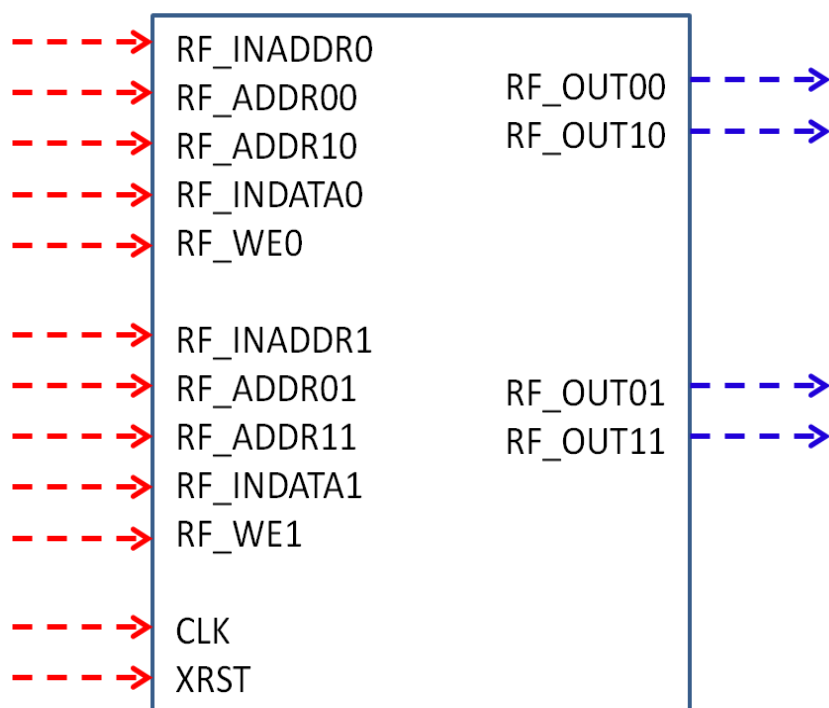 RF_INADDR0
RF_ADDR00
RF_ADDR10
RF_INDATA0
RF_WE0
RF_OUT00
RF_OUT10
RF_INADDR1
RF_ADDR01
RF_ADDR11
RF_INDATA1
RF_WE1
RF_OUT01
RF_OUT11
CLK
XRST